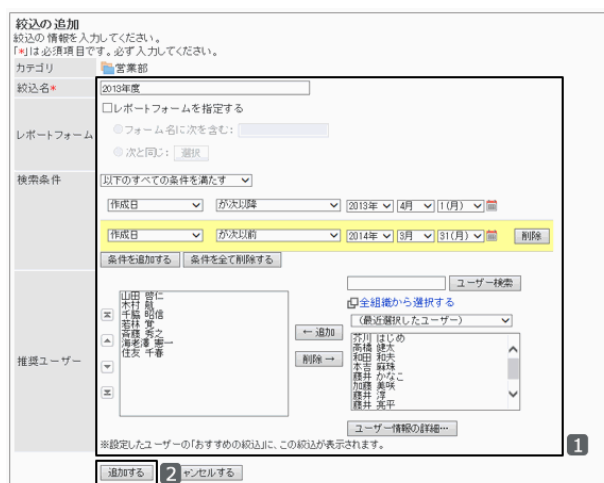 絞込の追加
絞込の情報を入力してください。
「*」は必須項目です。必ず入力してください。
カテゴリ 営業部
絞込名* 2013年度
レポートフォーム
レポートフォームを指定する
フォーム名に次を含む:
次と同じ: 選択
検索条件 以下のすべての条件を満たす
作成日 が次以降 2013年 4月 1(月)
作成日 が次以前 2014年 3月 31(月) 削除
条件を追加する 条件を全て削除する
推奨ユーザー
山田 啓仁
木村 航
千脇 昭信
若林 覚
斉藤 秀之
海老澤 憲一
住友 千春
← 追加
削除 →
ユーザー検索
全組織から選択する
(最近選択したユーザー)
芥川 はじめ
高橋 健太
和田 和夫
本吉 麻珠
藤井 かなこ
加藤 美咲
藤井 淳
藤井 亮平
ユーザー情報の詳細…
※設定したユーザーの「おすすめの絞込」に、この絞込が表示されます。
1
追加する 2 ャンセルする